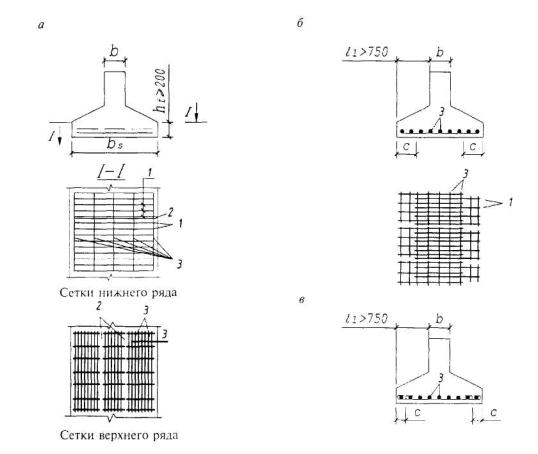 а
b
ht>200
I
I
bs
I-I
1
2
1
3
Сетки нижнего ряда
2
3
3
Сетки верхнего ряда
б
l1>750
b
3
c
c
3
1
в
l1>750
b
3
c
c